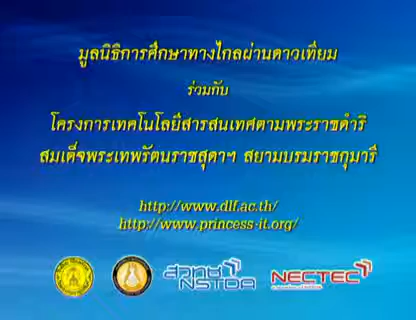 มูลนิธิการศึกษาทางไกลผ่านดาวเทียม
ร่วมกับ
โครงการเทคโนโลยีสารสนเทศตามพระราชดำริ
สมเด็จพระเทพรัตนราชสุดาฯ สยามบรมราชกุมารี
http://www.dlf.ac.th/
http://www.princess-it.org/
สวทช
NSTDA
NECTEC